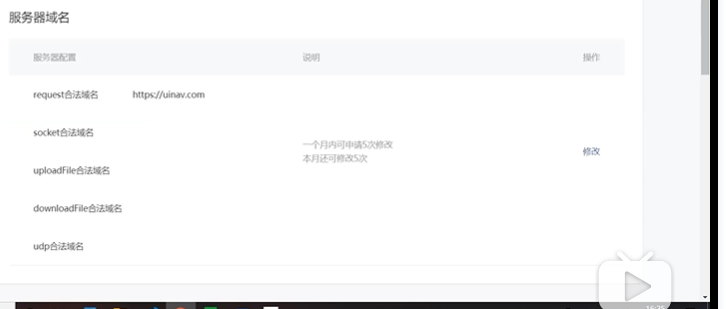 服务器域名
服务器配置 说明 操作
request合法域名 https://uinav.com
socket合法域名
一个月内可申请5次修改
本月还可修改5次
修改
uploadFile合法域名
downloadFile合法域名
udp合法域名
16:25